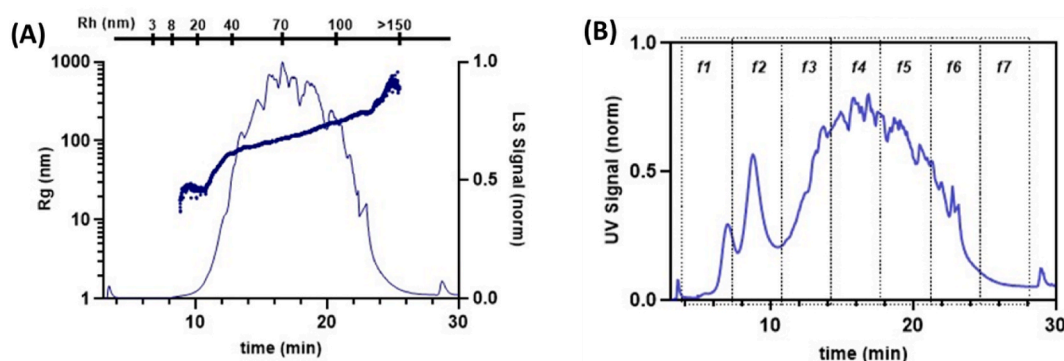 (A)
Rh (nm) 3 8 20 40 70 100 >150
1000
100
10
1
Rg (nm)
1.0
0.5
0.0
LS Signal (norm)
10 20 30
time (min)
(B)
1.0
0.5
0.0
UV Signal (norm)
f1 f2 f3 f4 f5 f6 f7
10 20 30
time (min)